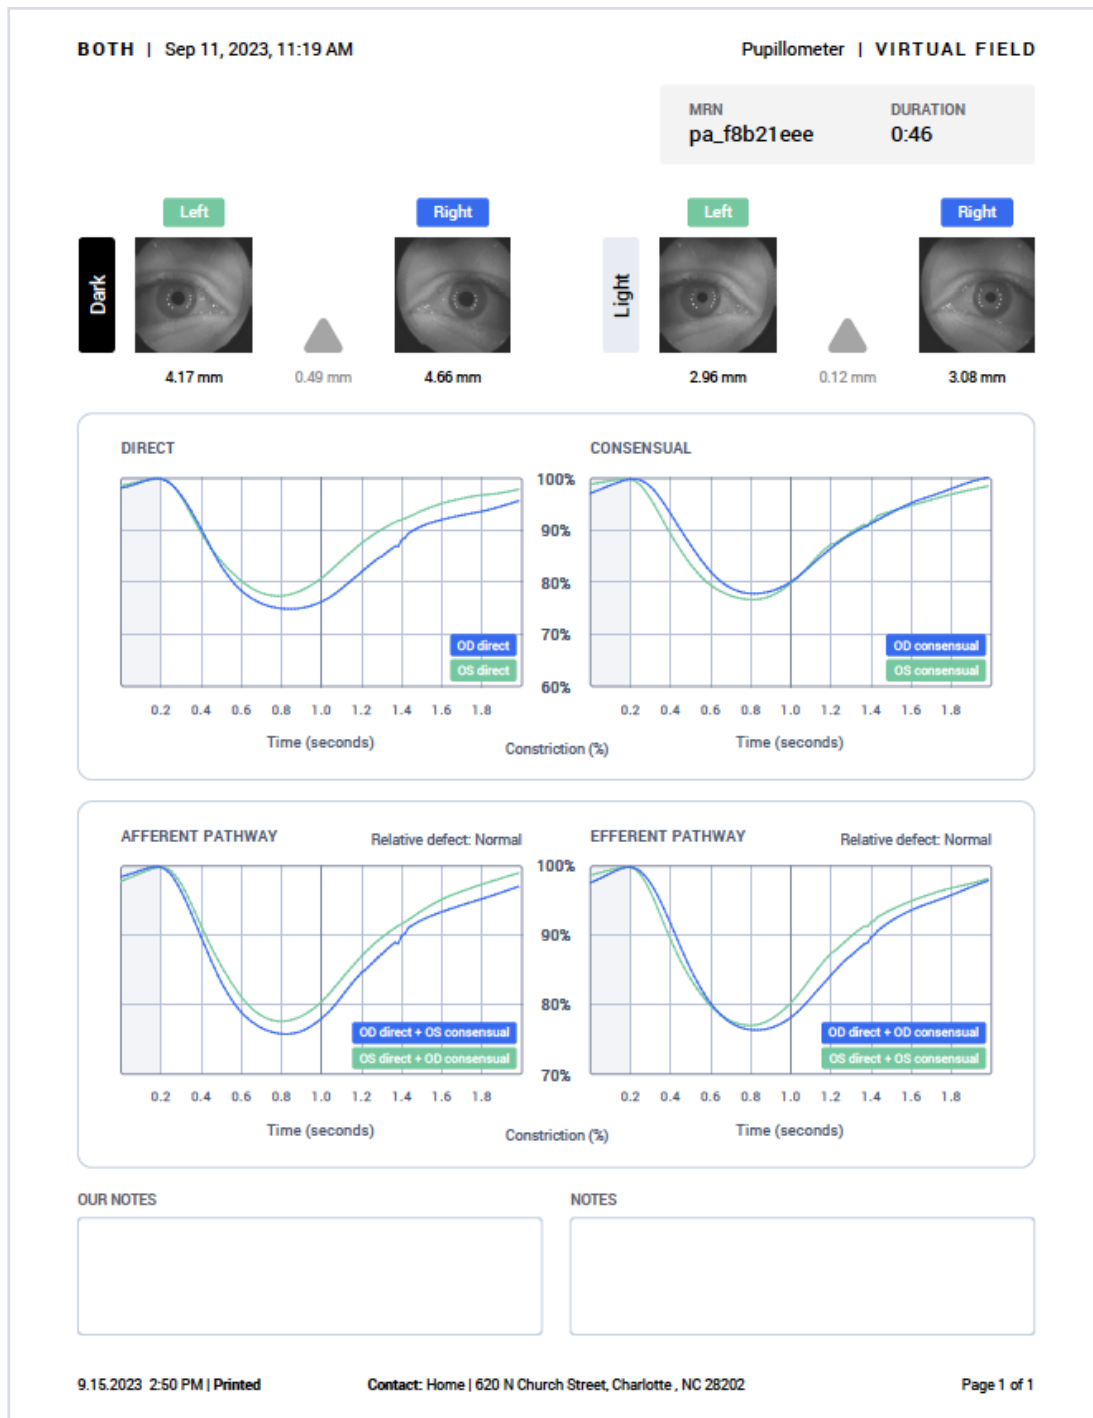 BOTH | Sep 11, 2023, 11:19 AM
Pupillometer | VIRTUAL FIELD
MRN DURATION
pa_f8b21eee 0:46
Left Right Left Right
Dark
Light
4.17 mm 0.49 mm 4.66 mm 2.96 mm 0.12 mm 3.08 mm
DIRECT
CONSENSUAL
100%
90%
80%
70%
60%
OD direct
OS direct
OD consensual
OS consensual
0.2 0.4 0.6 0.8 1.0 1.2 1.4 1.6 1.8
0.2 0.4 0.6 0.8 1.0 1.2 1.4 1.6 1.8
Time (seconds)
Constriction (%)
Time (seconds)
AFFERENT PATHWAY Relative defect: Normal
EFFERENT PATHWAY Relative defect: Normal
100%
90%
80%
70%
OD direct + OS consensual
OS direct + OD consensual
OD direct + OD consensual
OS direct + OS consensual
0.2 0.4 0.6 0.8 1.0 1.2 1.4 1.6 1.8
0.2 0.4 0.6 0.8 1.0 1.2 1.4 1.6 1.8
Time (seconds)
Constriction (%)
Time (seconds)
OUR NOTES
NOTES
9.15.2023 2:50 PM | Printed
Contact: Home | 620 N Church Street, Charlotte , NC 28202
Page 1 of 1